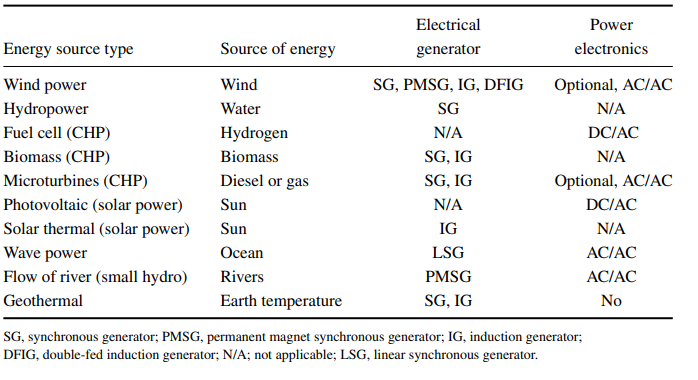 Electrical Power
Energy source type Source of energy generator electronics
Wind power Wind SG, PMSG, IG, DFIG Optional, AC/AC
Hydropower Water SG N/A
Fuel cell (CHP) Hydrogen N/A DC/AC
Biomass (CHP) Biomass SG, IG N/A
Microturbines (CHP) Diesel or gas SG, IG Optional, AC/AC
Photovoltaic (solar power) Sun N/A DC/AC
Solar thermal (solar power) Sun IG N/A
Wave power Ocean LSG AC/AC
Flow of river (small hydro) Rivers PMSG AC/AC
Geothermal Earth temperature SG, IG No
SG, synchronous generator; PMSG, permanent magnet synchronous generator; IG, induction generator;
DFIG, double-fed induction generator; N/A; not applicable; LSG, linear synchronous generator.